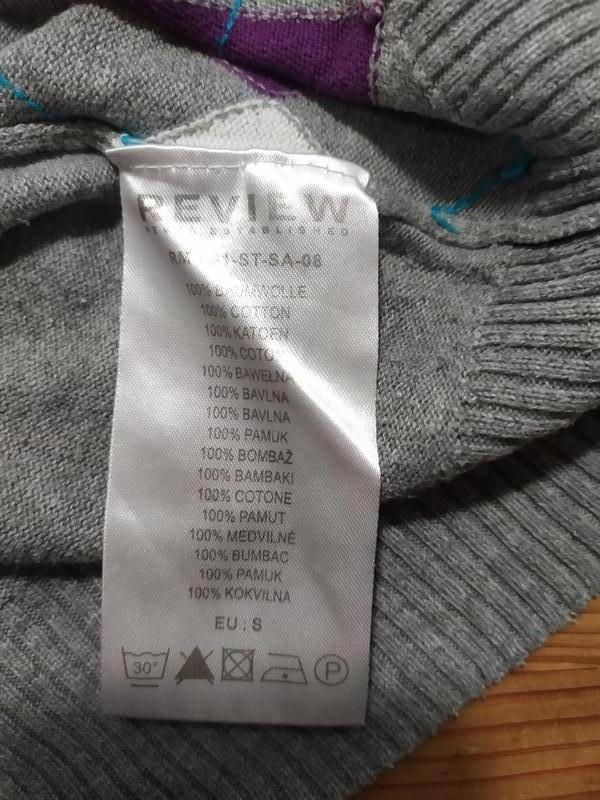 REVIEW
ESTABLISHED
1-ST-SA-08
100% BAUMWOLLE
100% COTTON
100% KATOEN
100% COTON
100% BAWEŁNA
100% BAVLNA
100% BAVLNA
100% PAMUK
100% BOMBAŽ
100% BAMBAKI
100% COTONE
100% PAMUT
100% MEDVILNĖ
100% BUMBAC
100% PAMUK
100% KOKVILNA
EU : S
30° P